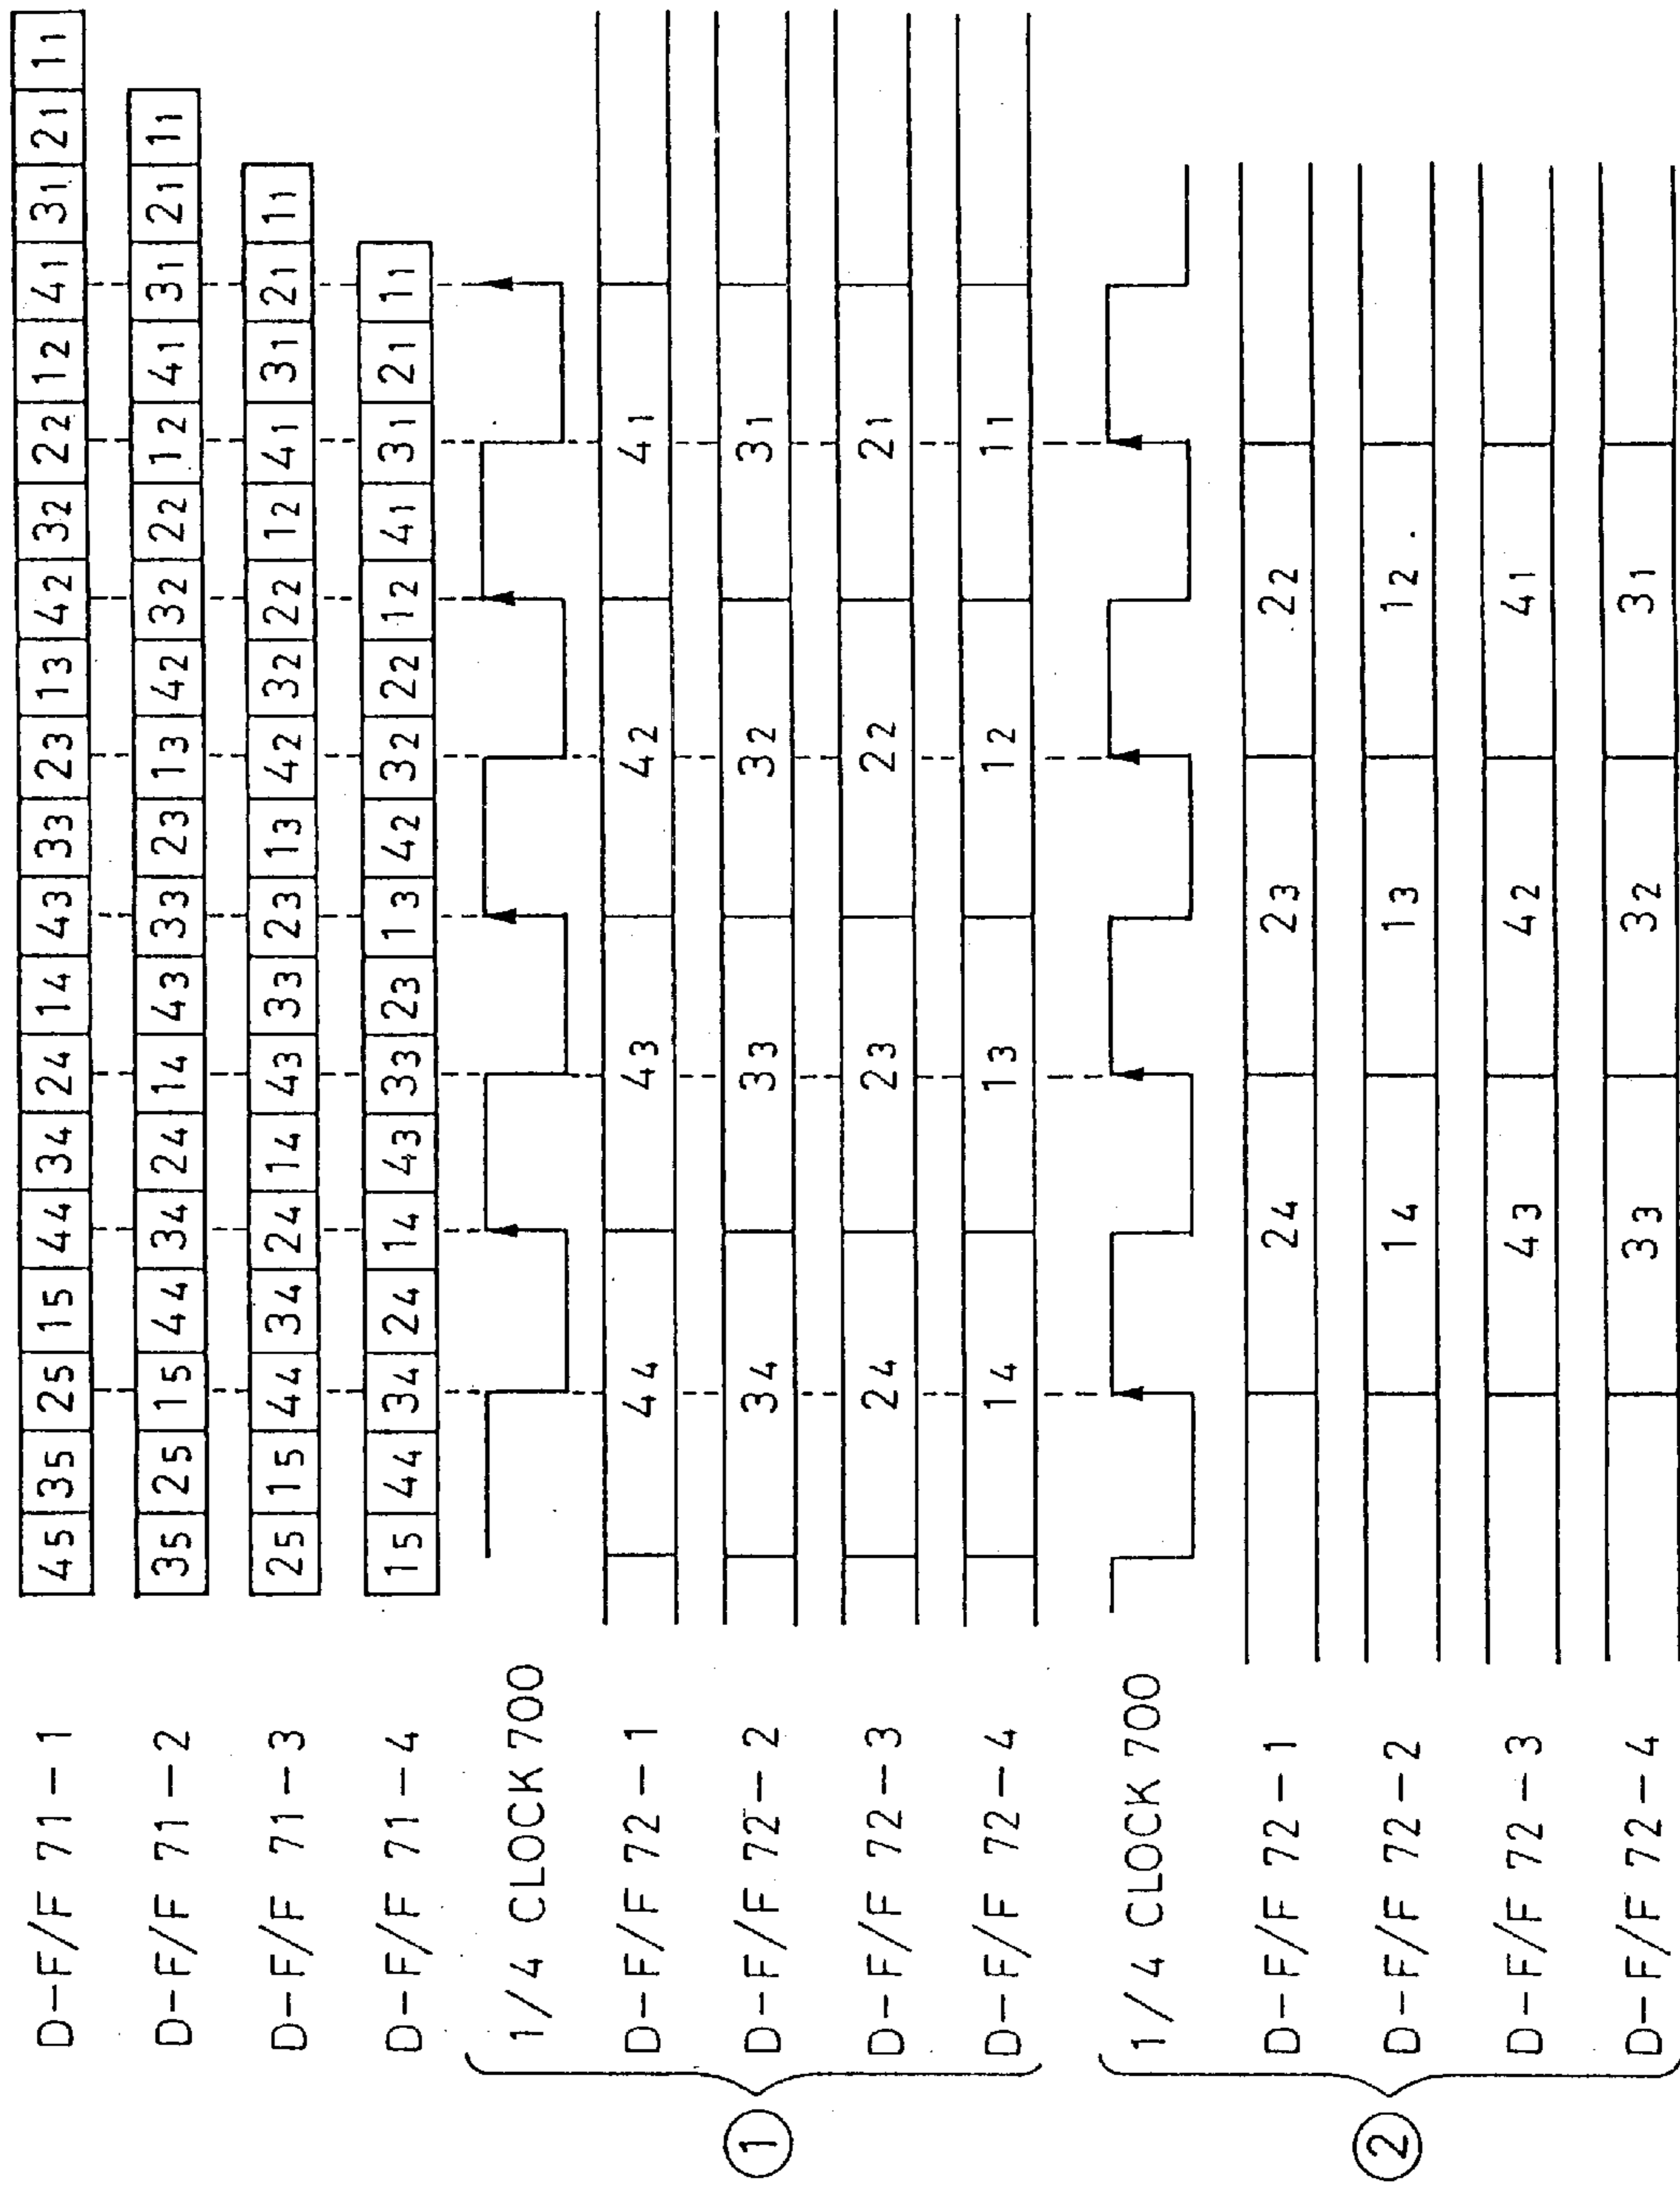 D-F/F 71-1 45 35 25 15 44 34 24 14 43 33 23 13 42 32 22 12 41 31 21 11
D-F/F 71-2 35 25 15 44 34 24 14 43 33 23 13 42 32 22 12 41 31 21 11
D-F/F 71-3 25 15 44 34 24 14 43 33 23 13 42 32 22 12 41 31 21 11
D-F/F 71-4 15 44 34 24 14 43 33 23 13 42 32 22 12 41 31 21 11
1/4 CLOCK 700
D-F/F 72-1 44 43 42 41
① D-F/F 72-2 34 33 32 31
D-F/F 72-3 24 23 22 21
D-F/F 72-4 14 13 12 11
1/4 CLOCK 700
D-F/F 72-1 24 23 22
② D-F/F 72-2 14 13 12
D-F/F 72-3 43 42 41
D-F/F 72-4 33 32 31